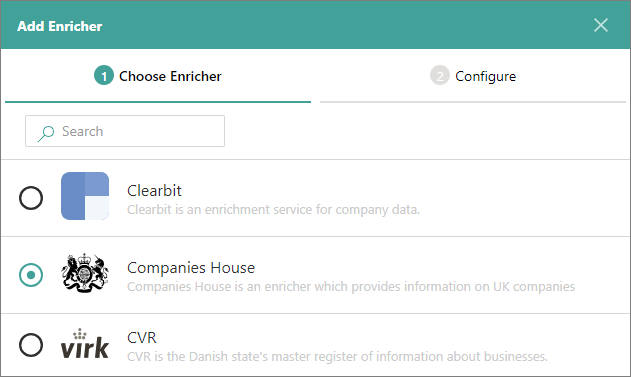 Add Enricher
1 Choose Enricher
2 Configure
Search
Clearbit
Clearbit is an enrichment service for company data.
Companies House
Companies House is an enricher which provides information on UK companies
virk
CVR
CVR is the Danish state's master register of information about businesses.